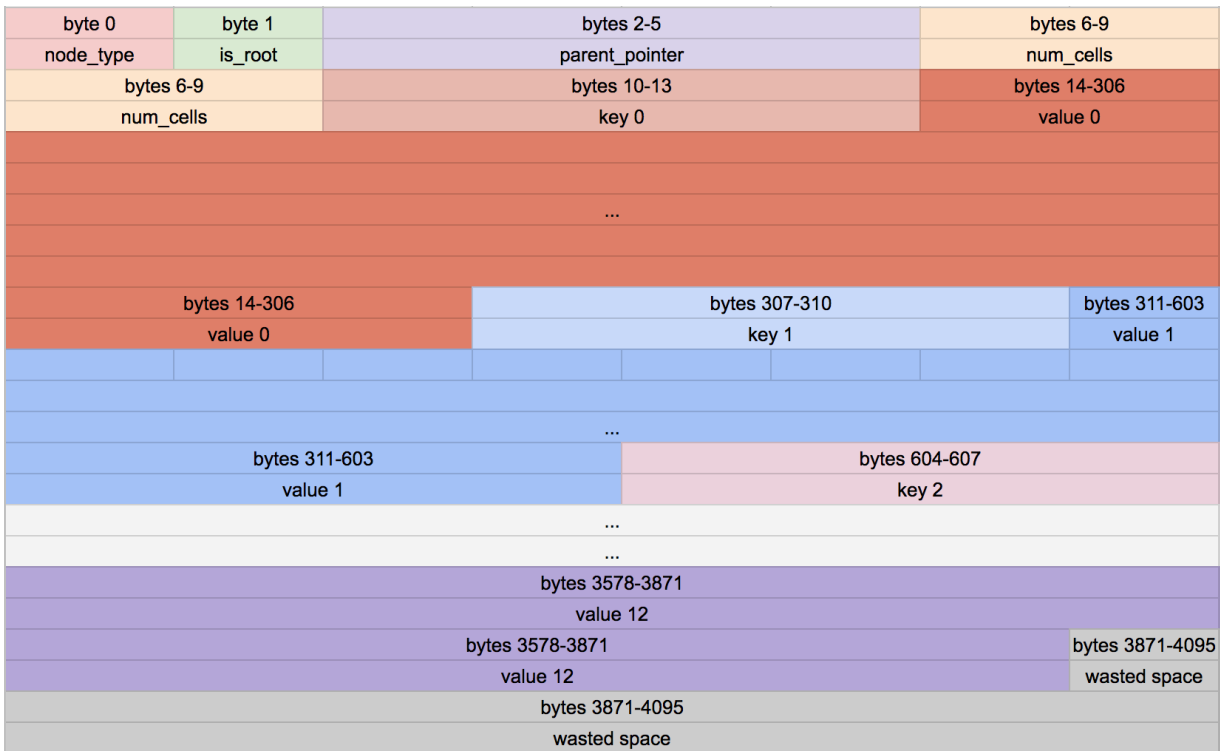 byte 0 byte 1 bytes 2-5 bytes 6-9
node_type is_root parent_pointer num_cells
bytes 6-9 bytes 10-13 bytes 14-306
num_cells key 0 value 0
...
bytes 14-306 bytes 307-310 bytes 311-603
value 0 key 1 value 1
...
bytes 311-603 bytes 604-607
value 1 key 2
...
...
bytes 3578-3871
value 12
bytes 3578-3871 bytes 3871-4095
value 12 wasted space
bytes 3871-4095
wasted space